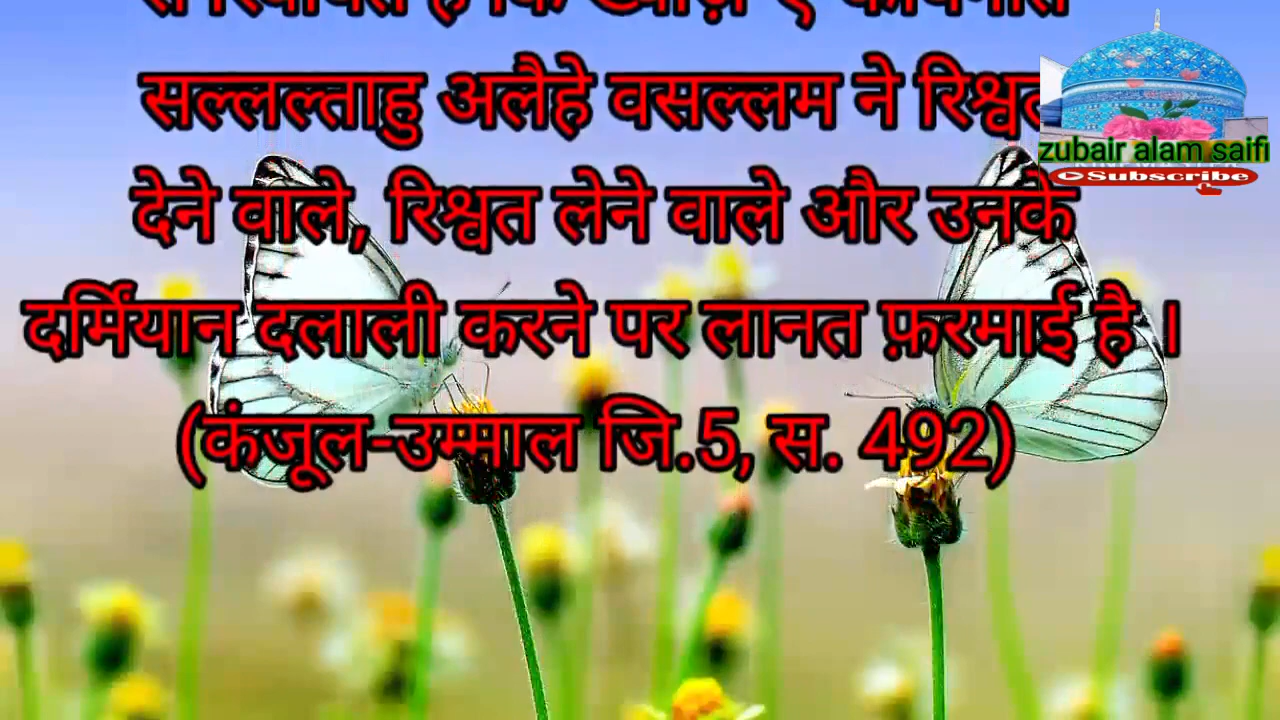 सल्लल्ताहु अलैहे वसल्लम ने रिश्वत
देने वाले, रिश्वत लेने वाले और उनके
दर्मियान दलाली करने पर लानत फ़रमाई है ।
(कंजूल-उम्माल जि.5, स. 492)
zubair alam saifi
Subscribe